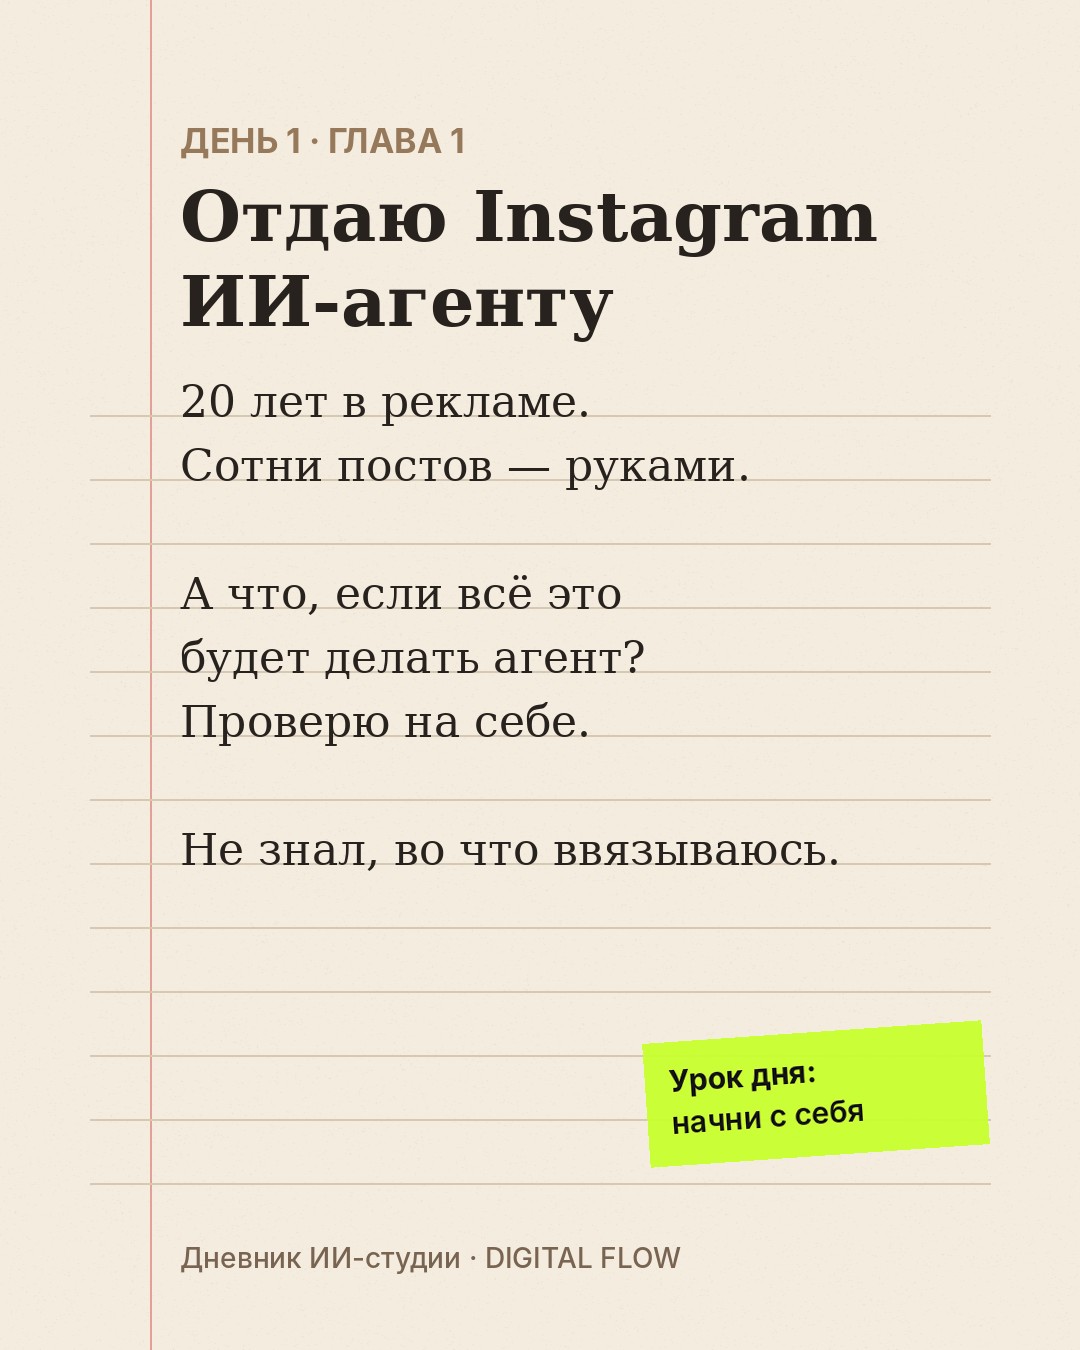 ДЕНЬ 1 · ГЛАВА 1
Отдаю Instagram
ИИ-агенту
20 лет в рекламе.
Сотни постов — руками.
А что, если всё это
будет делать агент?
Проверю на себе.
Не знал, во что ввязываюсь.
Урок дня:
начни с себя
Дневник ИИ-студии · DIGITAL FLOW